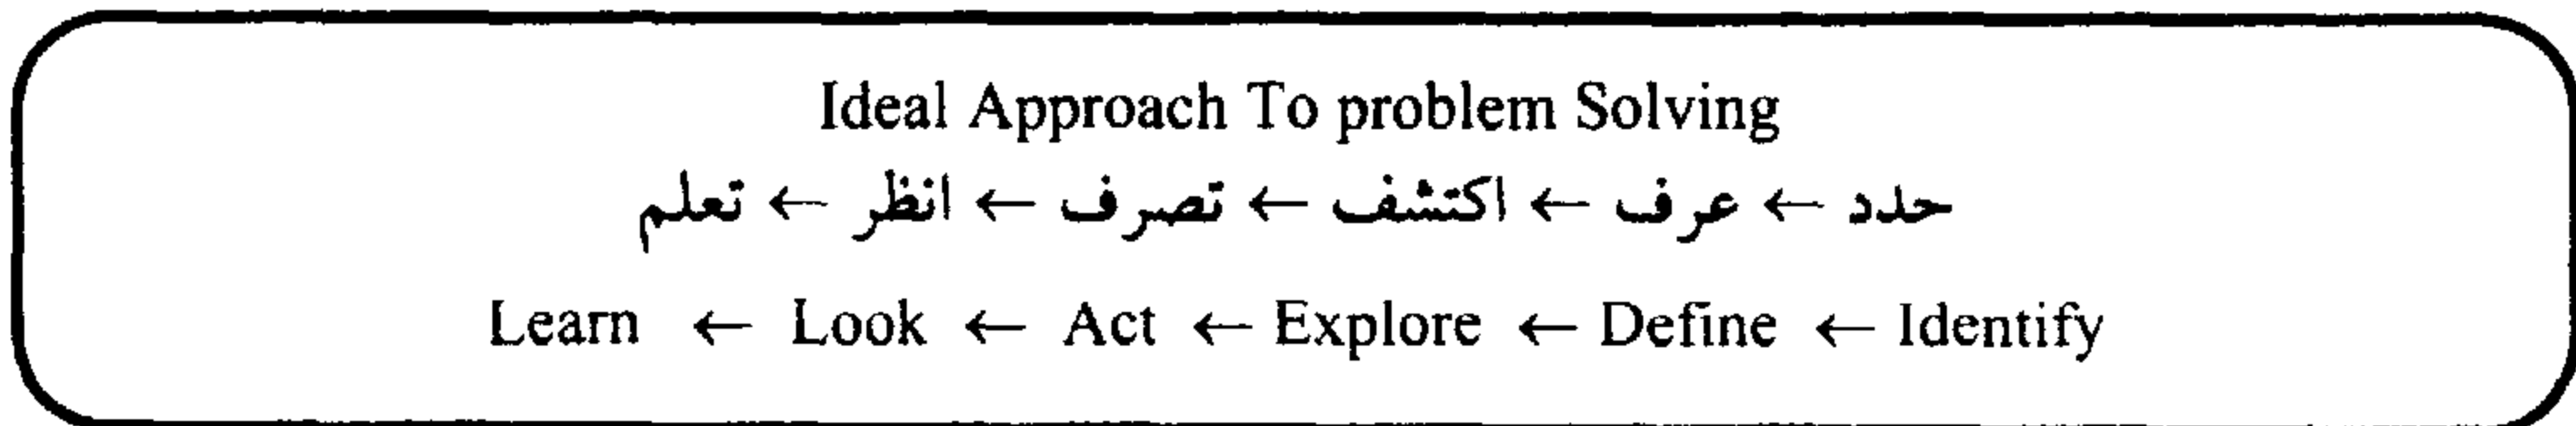 Ideal Approach To problem Solving
حدد ← عرف ← اكتشف ← تصرف ← انظر ← تعلم
Learn ← Look ← Act ← Explore ← Define ← Identify